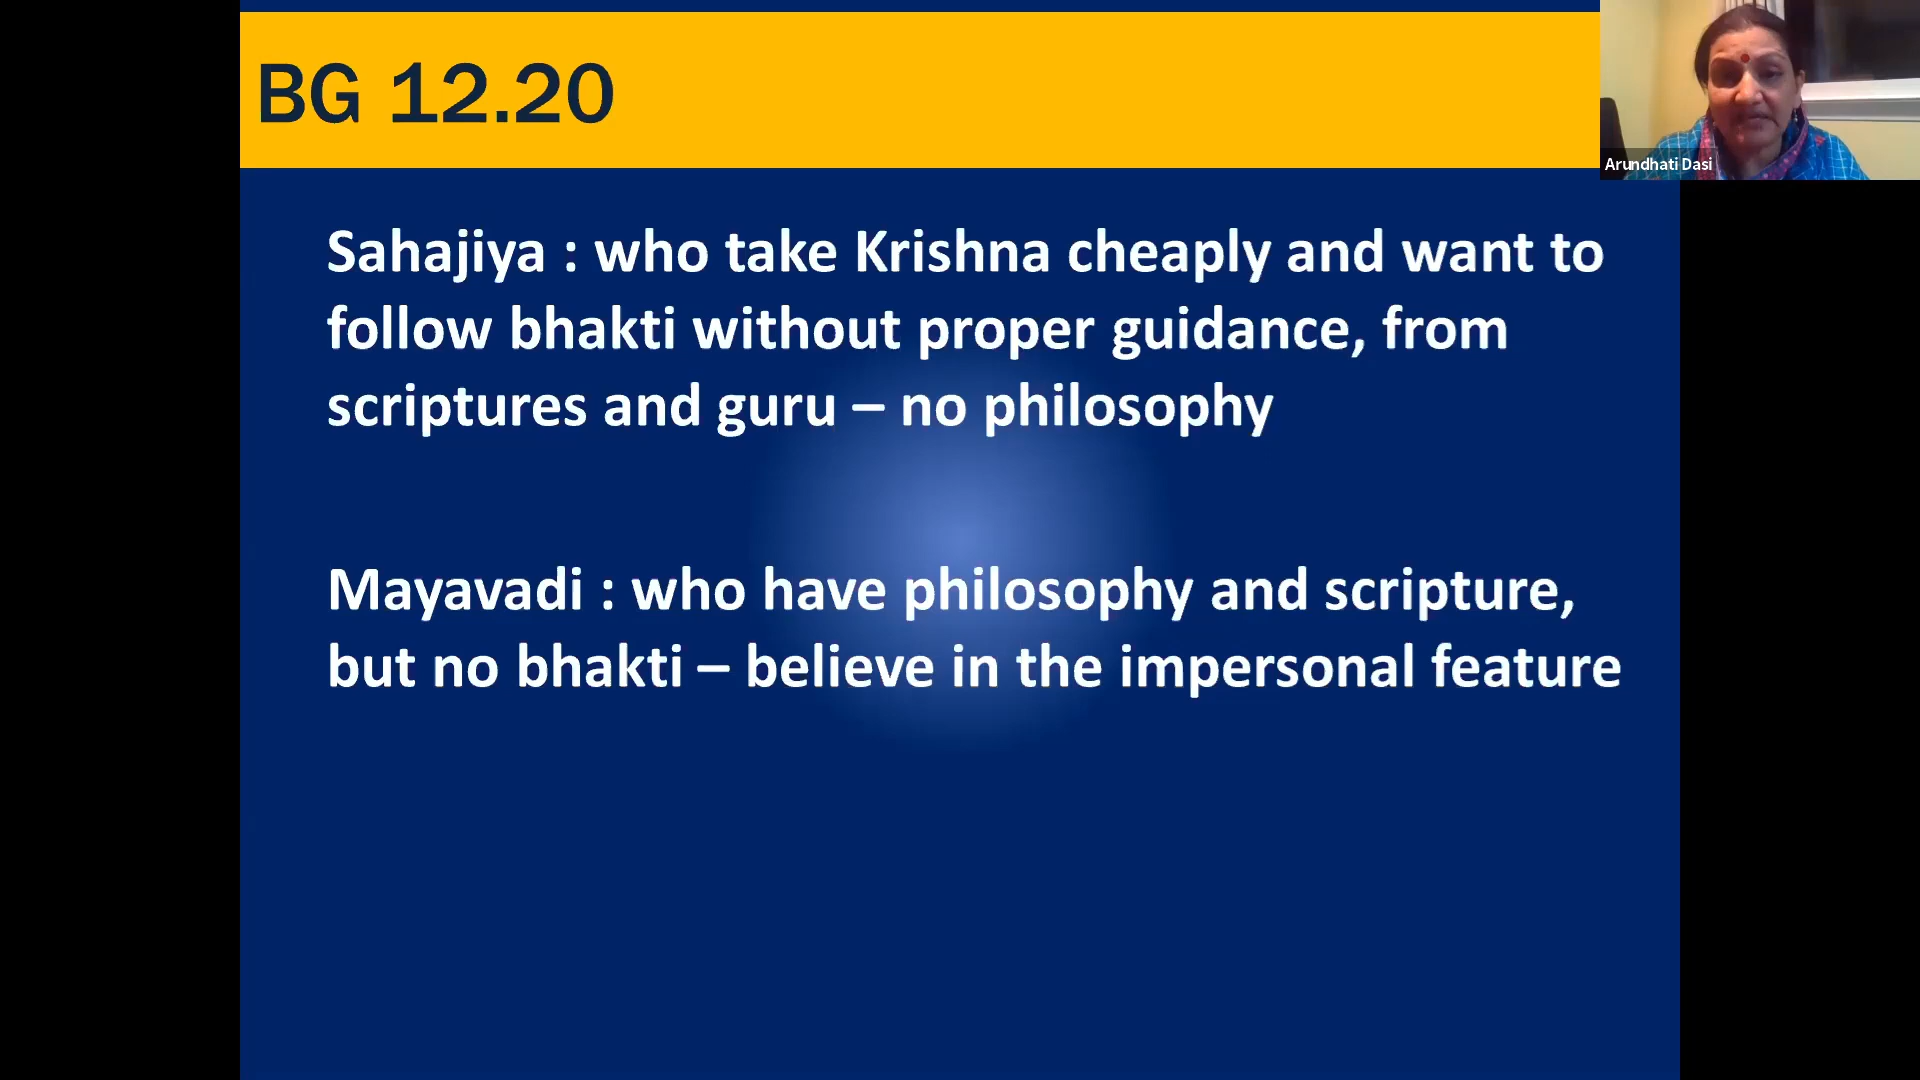 BG 12.20
Arundhati Dasi
Sahajiya : who take Krishna cheaply and want to
follow bhakti without proper guidance, from
scriptures and guru – no philosophy
Mayavadi : who have philosophy and scripture,
but no bhakti – believe in the impersonal feature